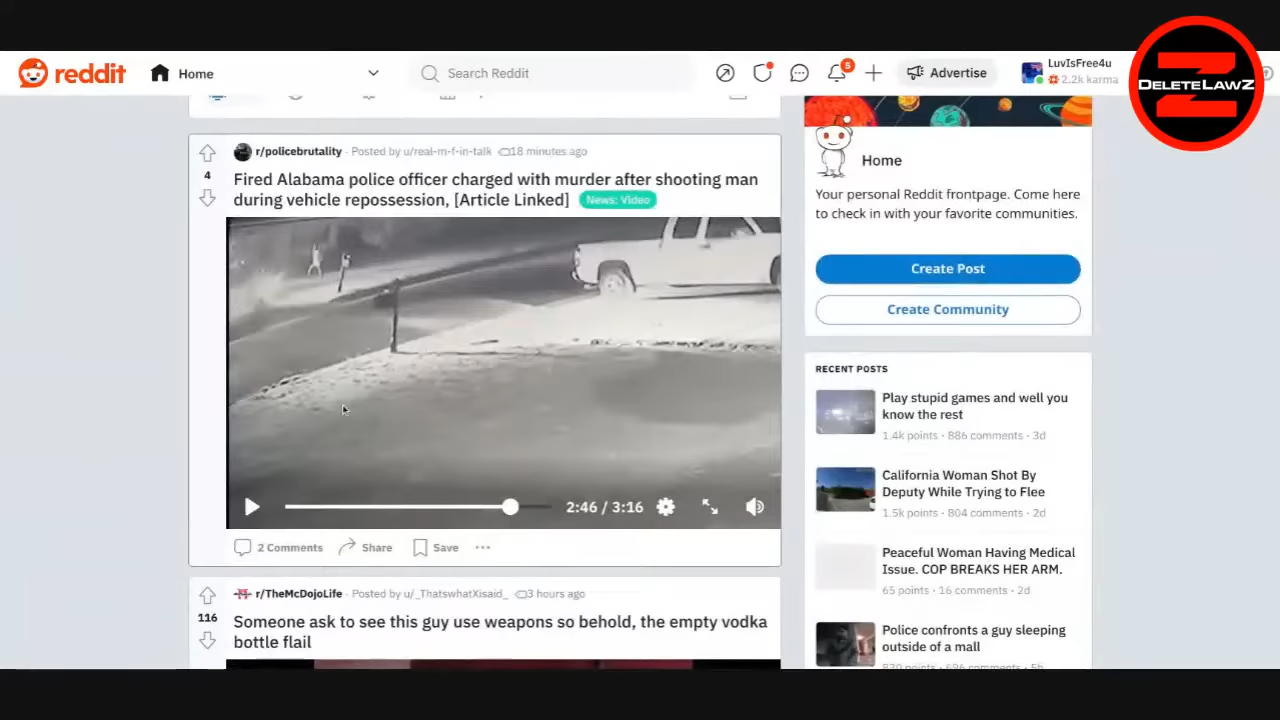 reddit
Home
Search Reddit
5
Advertise
LuvIsFree4u
2.2k karma
DELETELAWZ
r/policebrutality · Posted by u/real-m-f-in-talk 18 minutes ago
4
Fired Alabama police officer charged with murder after shooting man
during vehicle repossession, [Article Linked] News: Video
2:46 / 3:16
2 Comments
Share
Save
r/TheMcDojoLife · Posted by u/_ThatswhatXisaid_ 3 hours ago
116
Someone ask to see this guy use weapons so behold, the empty vodka
bottle flail
Home
Your personal Reddit frontpage. Come here
to check in with your favorite communities.
Create Post
Create Community
RECENT POSTS
Play stupid games and well you
know the rest
1.4k points · 886 comments · 3d
California Woman Shot By
Deputy While Trying to Flee
1.5k points · 804 comments · 2d
Peaceful Woman Having Medical
Issue. COP BREAKS HER ARM.
65 points · 16 comments · 2d
Police confronts a guy sleeping
outside of a mall